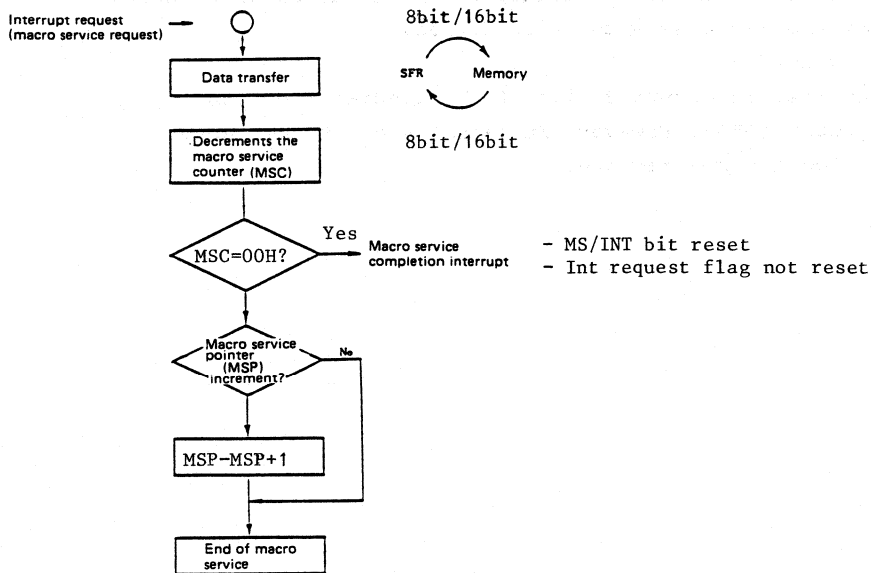 Interrupt request
(macro service request)
8bit/16bit
Data transfer
SFR
Memory
8bit/16bit
Decrements the
macro service
counter (MSC)
MSC=00H?
Yes
Macro service
completion interrupt
- MS/INT bit reset
- Int request flag not reset
Macro service
pointer
(MSP)
increment?
No
MSP-MSP+1
End of macro
service